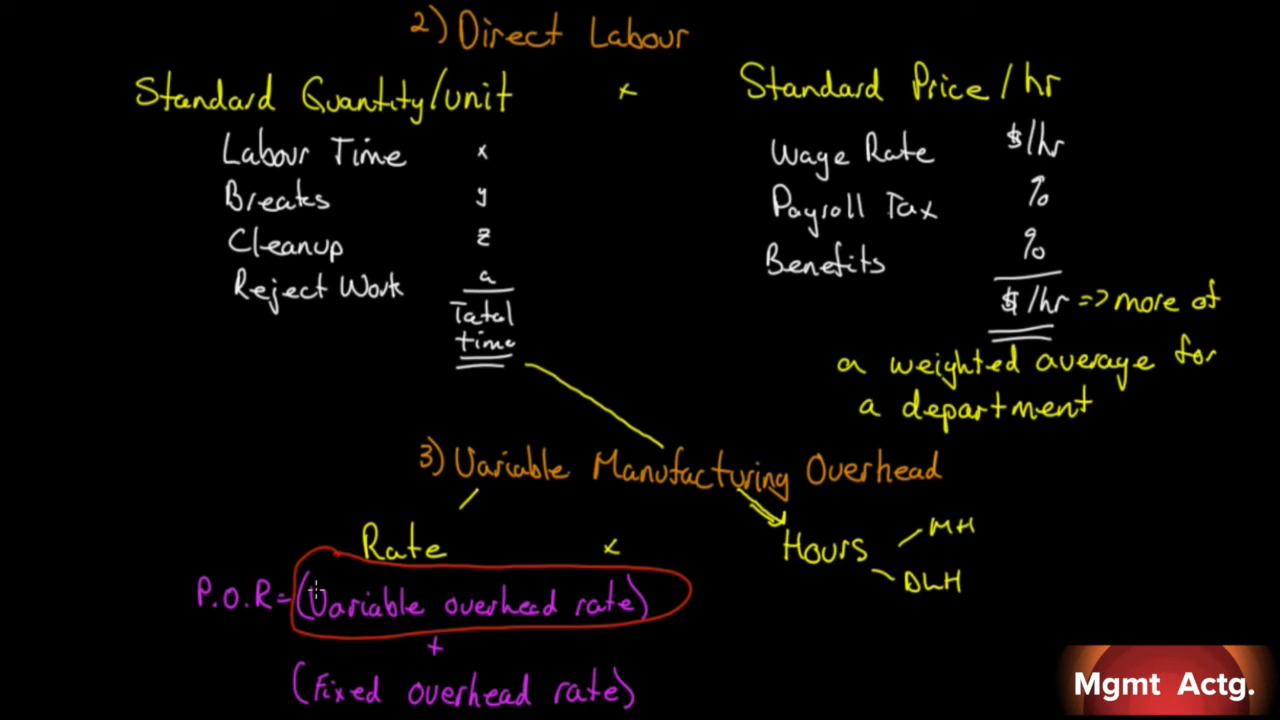 2) Direct Labour
Standard Quantity/unit x Standard Price/hr
Labour Time x
Breaks y
Cleanup z
Reject Work a
Total
time
Wage Rate $/hr
Payroll Tax %
Benefits %
$/hr => more of
a weighted average for
a department
3) Variable Manufacturing Overhead
Rate x Hours
MH
DLH
P.O.R = (Variable overhead rate)
+
(Fixed overhead rate)
Mgmt Actg.